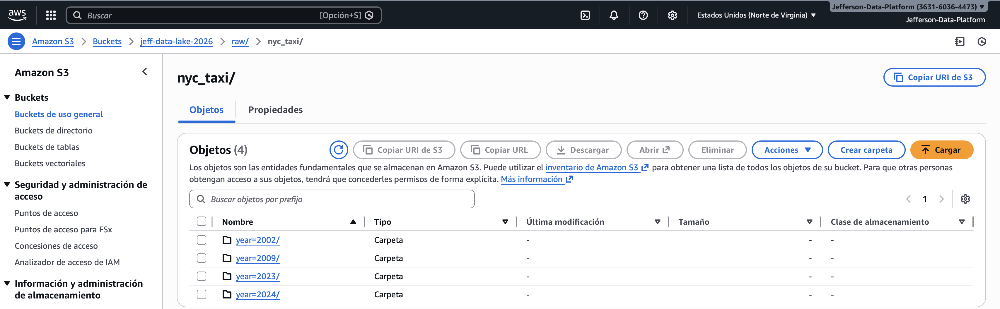 aws
Buscar
[Opción+S]
Estados Unidos (Norte de Virginia)
Jefferson-Data-Platform (3631-6036-4473)
Jefferson-Data-Platform
Amazon S3
Buckets
jeff-data-lake-2026
raw/
nyc_taxi/
Amazon S3
Buckets
Buckets de uso general
Buckets de directorio
Buckets de tablas
Buckets vectoriales
Seguridad y administración de
acceso
Puntos de acceso
Puntos de acceso para FSx
Concesiones de acceso
Analizador de acceso de IAM
Información y administración
de almacenamiento
nyc_taxi/
Copiar URI de S3
Objetos
Propiedades
Objetos (4)
Copiar URI de S3
Copiar URL
Descargar
Abrir
Eliminar
Acciones
Crear carpeta
Cargar
Los objetos son las entidades fundamentales que se almacenan en Amazon S3. Puede utilizar el inventario de Amazon S3 para obtener una lista de todos los objetos de su bucket. Para que otras personas
obtengan acceso a sus objetos, tendrá que concederles permisos de forma explícita. Más información
Buscar objetos por prefijo
1
Nombre Tipo Última modificación Tamaño Clase de almacenamiento
year=2002/ Carpeta - - -
year=2009/ Carpeta - - -
year=2023/ Carpeta - - -
year=2024/ Carpeta - - -